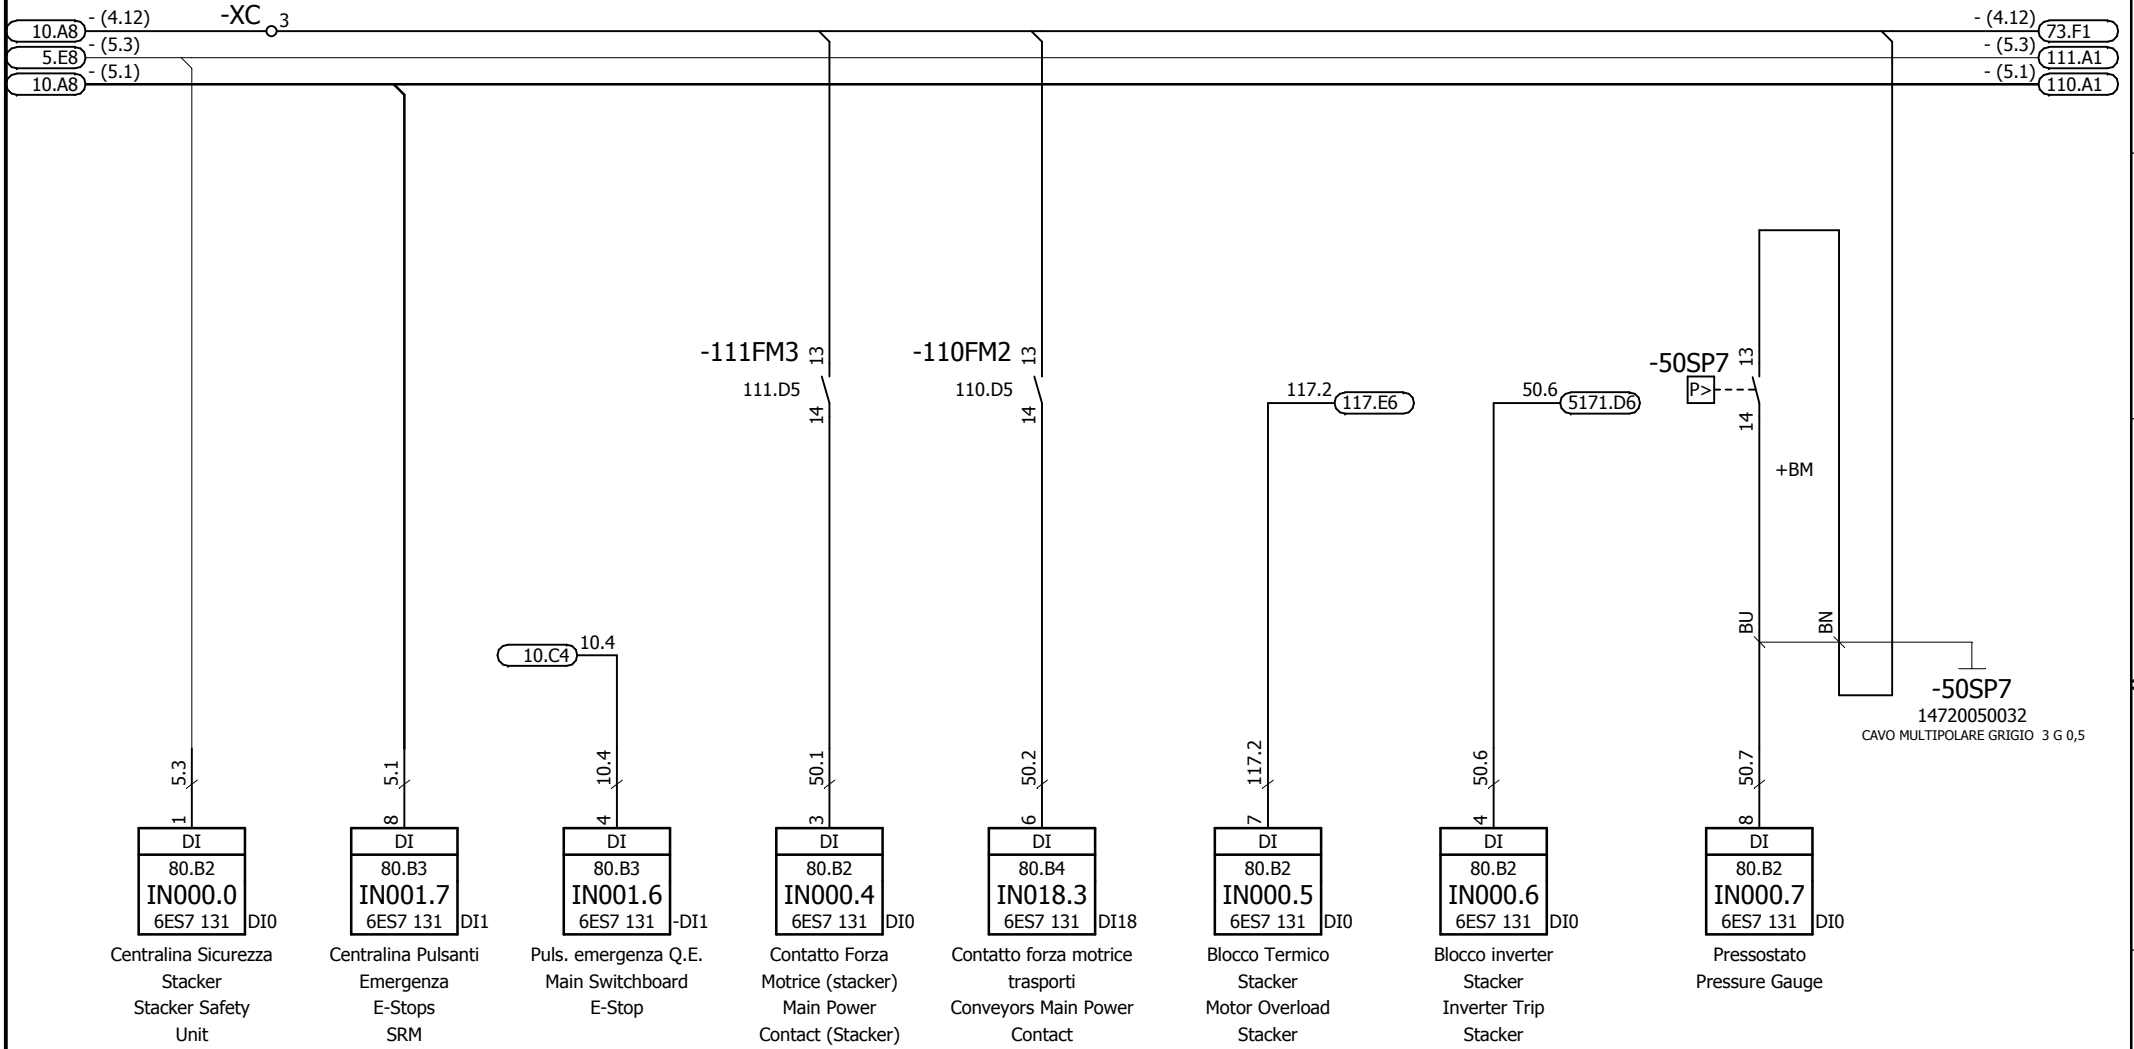 - (4.12)
-XC
3
- (4.12)
10.A8
73.F1
- (5.3)
- (5.3)
5.E8
111.A1
- (5.1)
- (5.1)
10.A8
110.A1
-111FM3
13
111.D5
14
-110FM2
13
110.D5
14
117.2
117.E6
50.6
5171.D6
-50SP7
13
P>
14
+BM
BU
BN
10.4
10.C4
-50SP7
14720050032
CAVO MULTIPOLARE GRIGIO 3 G 0,5
5.3
5.1
10.4
50.1
50.2
117.2
50.6
50.7
1
8
4
3
6
7
4
8
DI
80.B2
IN000.0
6ES7 131
DI0
Centralina Sicurezza
Stacker
Stacker Safety
Unit
DI
80.B3
IN001.7
6ES7 131
DI1
Centralina Pulsanti
Emergenza
E-Stops
SRM
DI
80.B3
IN001.6
6ES7 131
-DI1
Puls. emergenza Q.E.
Main Switchboard
E-Stop
DI
80.B2
IN000.4
6ES7 131
DI0
Contatto Forza
Motrice (stacker)
Main Power
Contact (Stacker)
DI
80.B4
IN018.3
6ES7 131
DI18
Contatto forza motrice
trasporti
Conveyors Main Power
Contact
DI
80.B2
IN000.5
6ES7 131
DI0
Blocco Termico
Stacker
Motor Overload
Stacker
DI
80.B2
IN000.6
6ES7 131
DI0
Blocco inverter
Stacker
Inverter Trip
Stacker
DI
80.B2
IN000.7
6ES7 131
DI0
Pressostato
Pressure Gauge